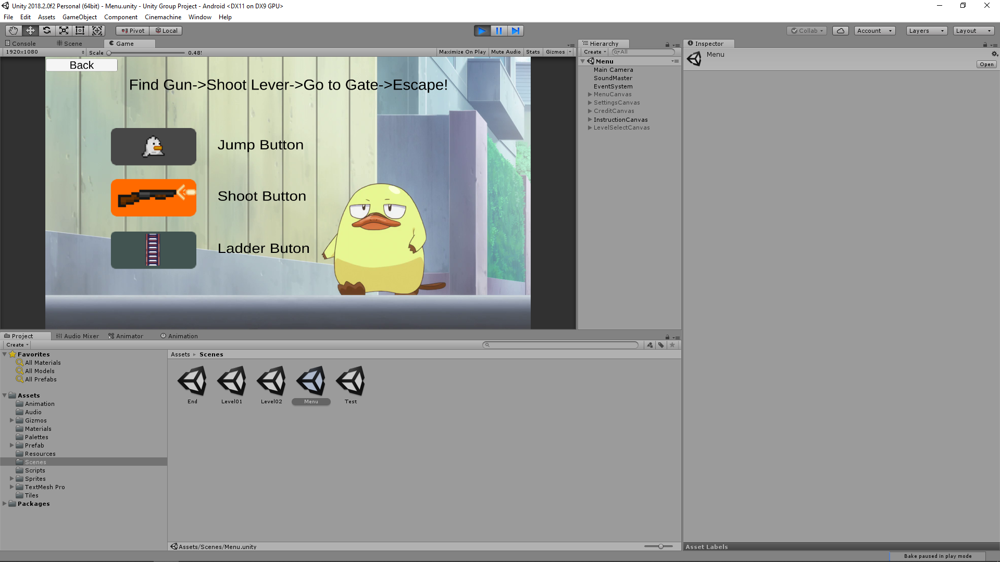 Unity 2018.2.0f2 Personal (64bit) - Menu.unity - Unity Group Project - Android <DX11 on DX9 GPU>
File Edit Assets GameObject Component Cinemachine Window Help
Pivot Local Collab Account Layers Layout
Console Scene Game
1920x1080 Scale 0.48! Maximize On Play Mute Audio Stats Gizmos
Back
Find Gun->Shoot Lever->Go to Gate->Escape!
Jump Button
Shoot Button
Ladder Buton
Hierarchy
Create All
Menu
Main Camera
SoundMaster
EventSystem
MenuCanvas
SettingsCanvas
CreditCanvas
InstructionCanvas
LevelSelectCanvas
Inspector
Menu
Open
Project Audio Mixer Animator Animation
Create
Favorites
All Materials
All Models
All Prefabs
Assets
Animation
Audio
Gizmos
Materials
Palettes
Prefab
Resources
Scenes
Scripts
Sprites
TextMesh Pro
Tiles
Packages
Assets Scenes
End Level01 Level02 Menu Test
Assets/Scenes/Menu.unity
Asset Labels
Bake paused in play mode